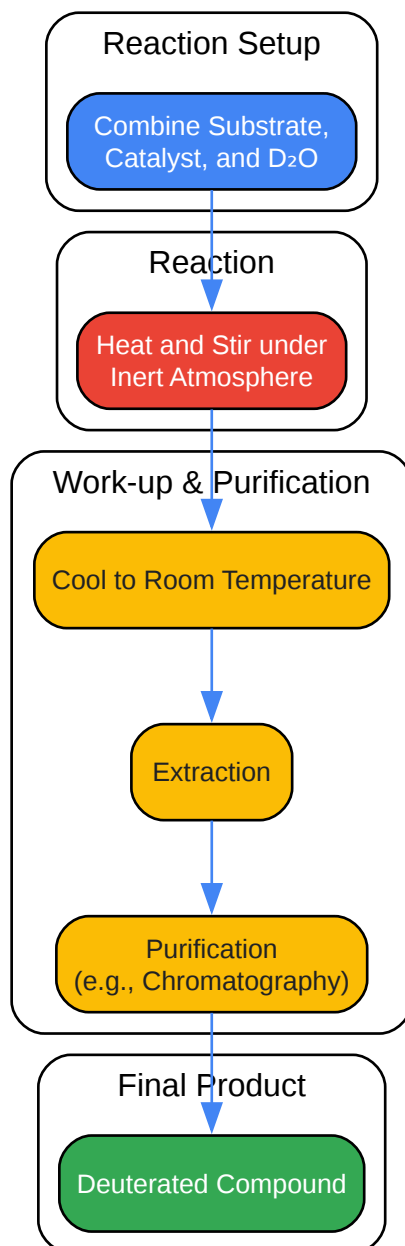 Reaction Setup
Combine Substrate,
Catalyst, and D₂O
Reaction
Heat and Stir under
Inert Atmosphere
Work-up & Purification
Cool to Room Temperature
Extraction
Purification
(e.g., Chromatography)
Final Product
Deuterated Compound